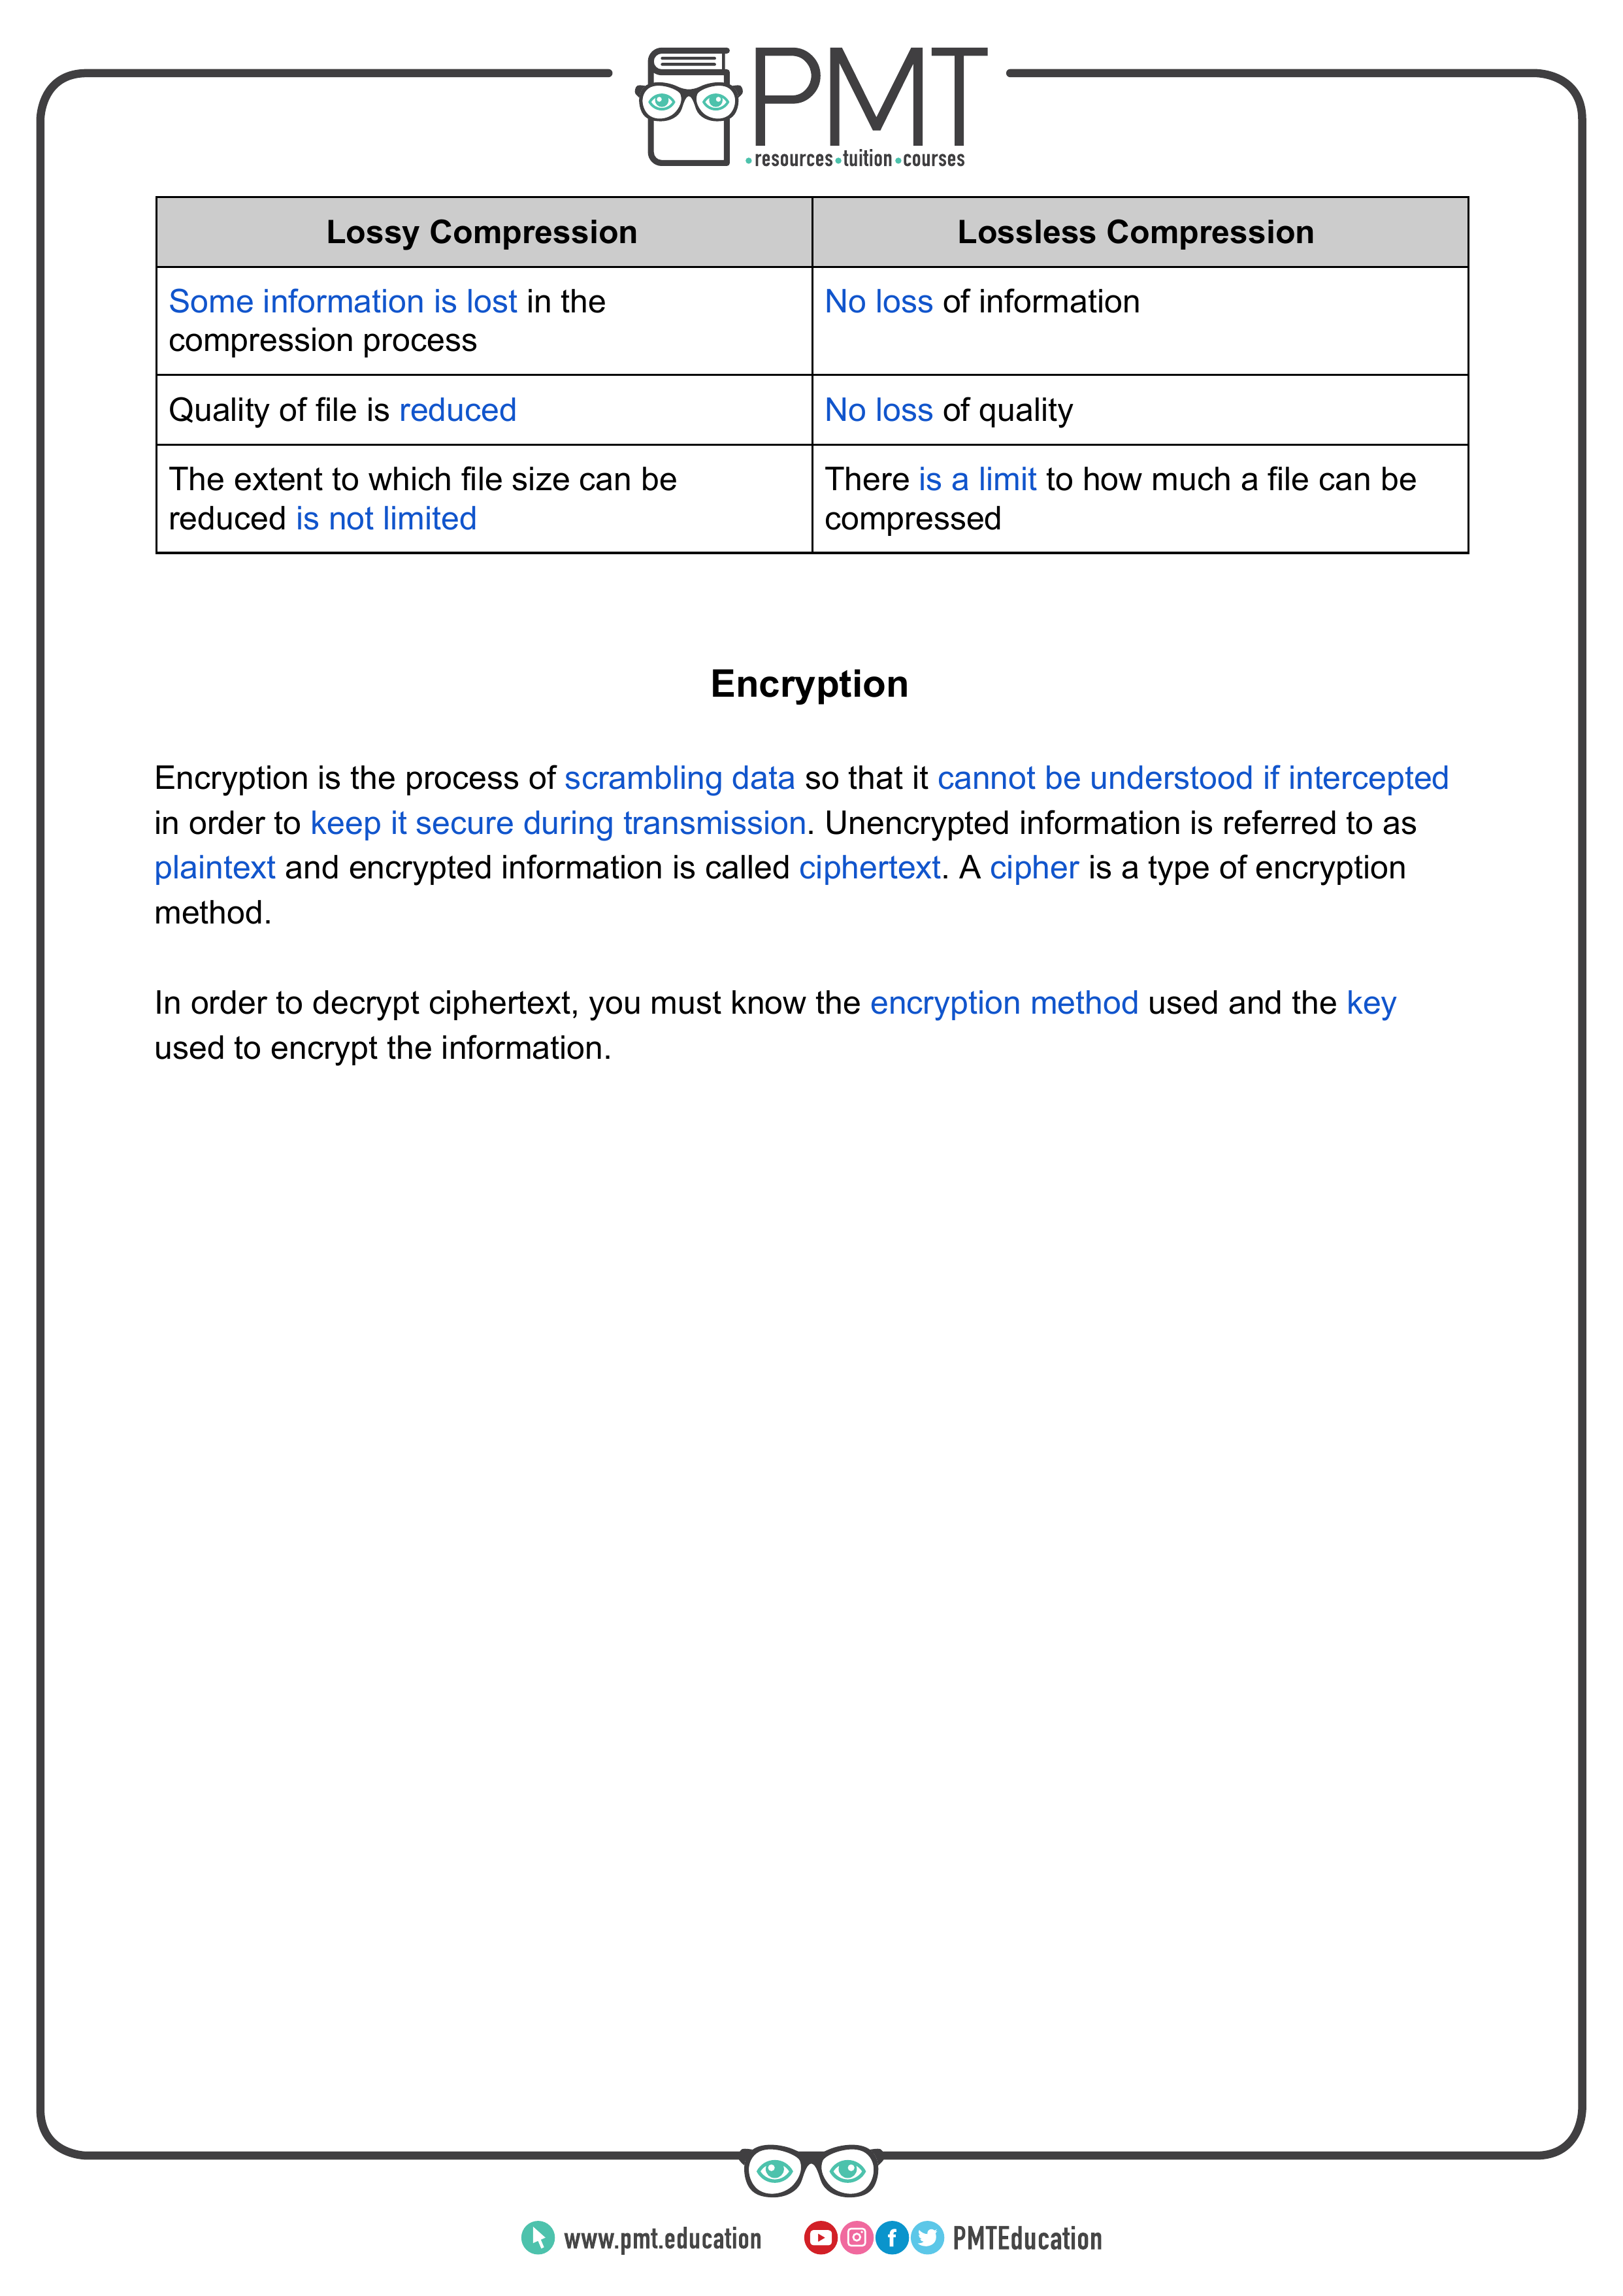 PMT
resources tuition courses
Lossy Compression
Lossless Compression
Some information is lost in the
compression process
No loss of information
Quality of file is reduced
No loss of quality
The extent to which file size can be
reduced is not limited
There is a limit to how much a file can be
compressed
Encryption
Encryption is the process of scrambling data so that it cannot be understood if intercepted
in order to keep it secure during transmission. Unencrypted information is referred to as
plaintext and encrypted information is called ciphertext. A cipher is a type of encryption
method.
In order to decrypt ciphertext, you must know the encryption method used and the key
used to encrypt the information.
www.pmt.education
PMTEducation